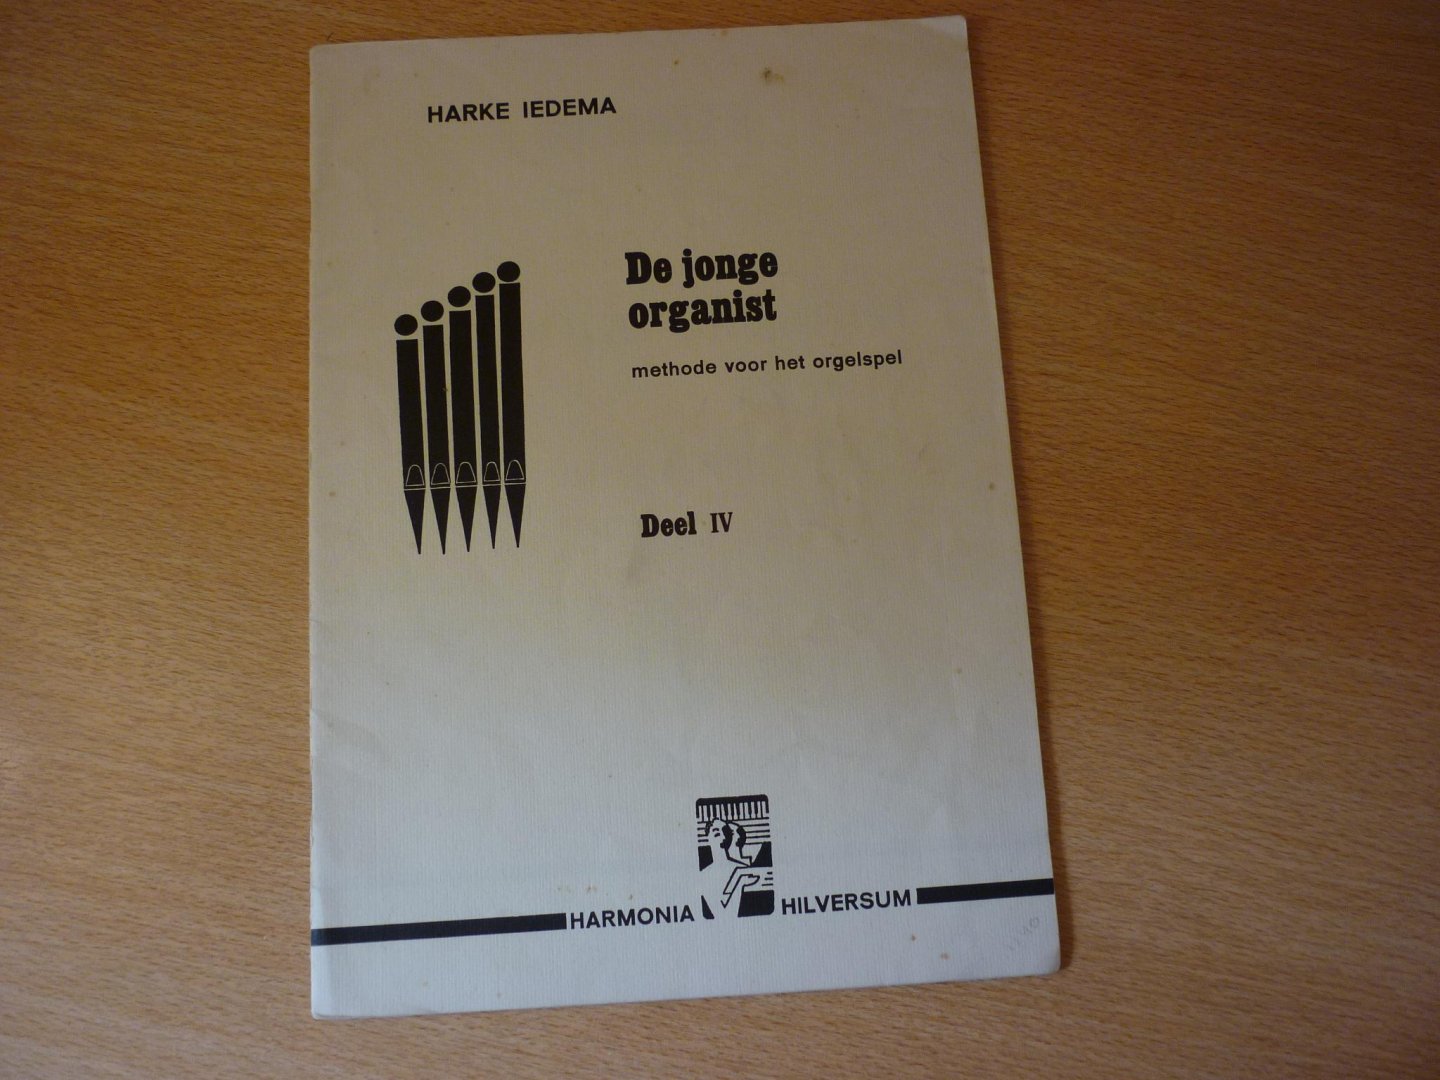 HARKE IEDEMA
De jonge
organist
methode voor het orgelspel
Deel IV
HARMONIA HILVERSUM